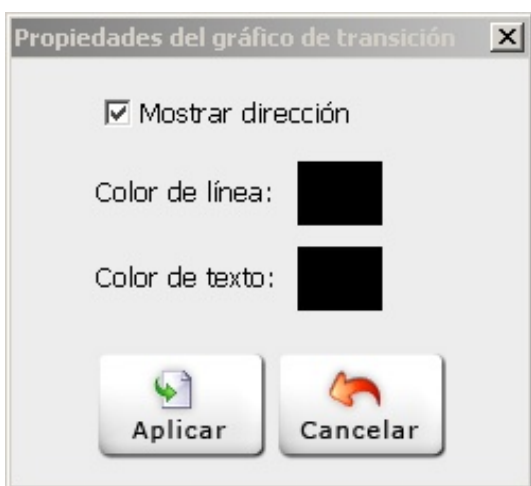 Propiedades del gráfico de transición
Mostrar dirección
Color de línea:
Color de texto:
Aplicar
Cancelar